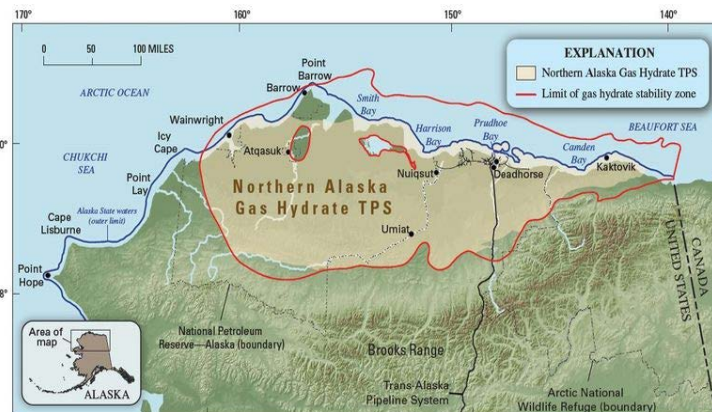 170°
160°
150°
140°
0 50 100 MILES
EXPLANATION
Northern Alaska Gas Hydrate TPS
Limit of gas hydrate stability zone
Point
Barrow
Barrow
ARCTIC OCEAN
Smith
Bay
Wainwright
Harrison
Bay
Prudhoe
Bay
BEAUFORT SEA
Icy
Cape
0°
Atqasuk
Camden
Bay
Kaktovik
CHUKCHI
SEA
Nuiqsut
Deadhorse
Point
Lay
Northern Alaska
Gas Hydrate TPS
Alaska State waters
(outer limit)
Cape
Lisburne
Umiat
CANADA
UNITED STATES
Point
Hope
8°
National Petroleum
Reserve—Alaska (boundary)
Area of
map
ALASKA
Brooks Range
Trans-Alaska
Pipeline System
Arctic National
Wildlife Refuge (boundary)